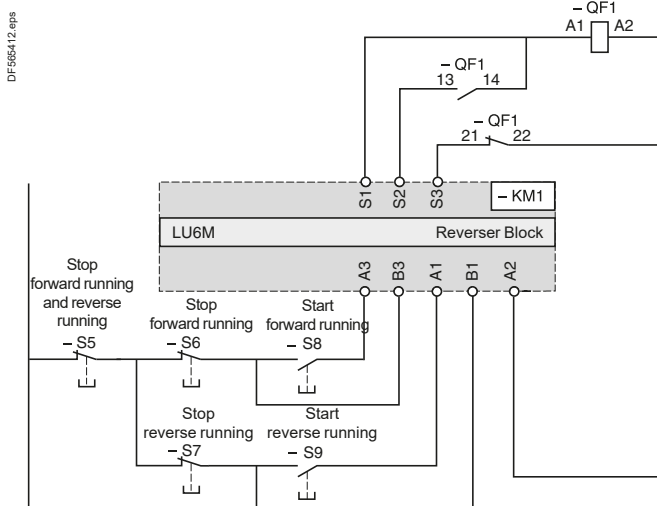 DF565412.eps
– QF1
A1 A2
– QF1
13 14
– QF1
21 22
S1
S2
S3
– KM1
LU6M
Reverser Block
A3
B3
A1
B1
A2
Stop
forward running
and reverse
running
– S5
Stop
forward running
– S6
Start
forward running
– S8
Stop
reverse running
– S7
Start
reverse running
– S9